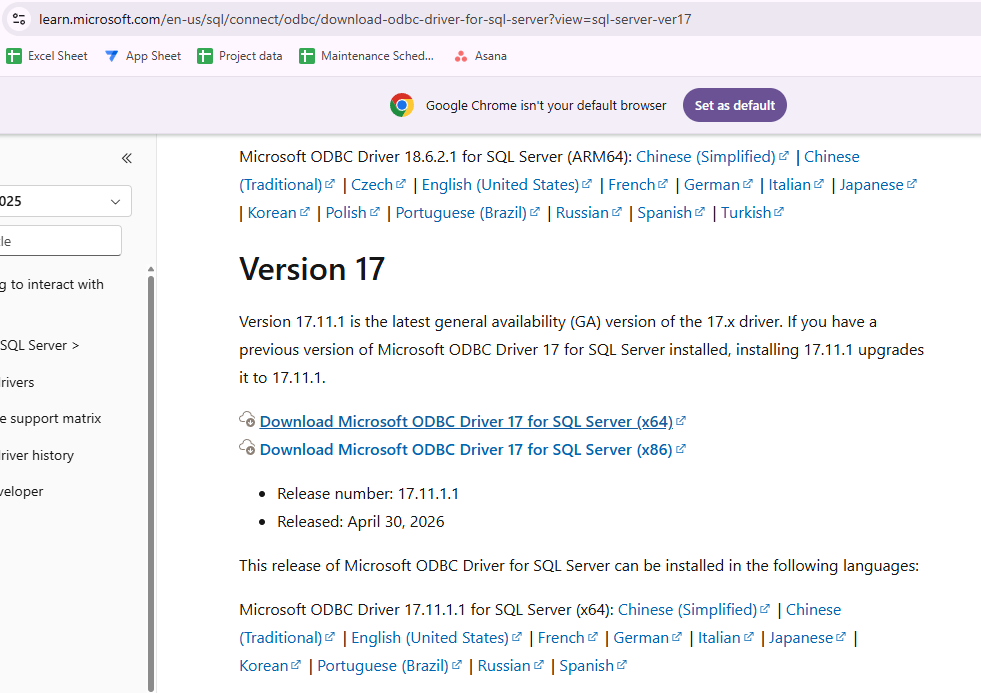 learn.microsoft.com/en-us/sql/connect/odbc/download-odbc-driver-for-sql-server?view=sql-server-ver17
Excel Sheet App Sheet Project data Maintenance Sched... Asana
Google Chrome isn't your default browser Set as default
025
le
g to interact with
SQL Server >
rivers
e support matrix
river history
veloper
Microsoft ODBC Driver 18.6.2.1 for SQL Server (ARM64): Chinese (Simplified) | Chinese
(Traditional) | Czech | English (United States) | French | German | Italian | Japanese
| Korean | Polish | Portuguese (Brazil) | Russian | Spanish | Turkish
Version 17
Version 17.11.1 is the latest general availability (GA) version of the 17.x driver. If you have a
previous version of Microsoft ODBC Driver 17 for SQL Server installed, installing 17.11.1 upgrades
it to 17.11.1.
Download Microsoft ODBC Driver 17 for SQL Server (x64)
Download Microsoft ODBC Driver 17 for SQL Server (x86)
• Release number: 17.11.1.1
• Released: April 30, 2026
This release of Microsoft ODBC Driver for SQL Server can be installed in the following languages:
Microsoft ODBC Driver 17.11.1.1 for SQL Server (x64): Chinese (Simplified) | Chinese
(Traditional) | English (United States) | French | German | Italian | Japanese |
Korean | Portuguese (Brazil) | Russian | Spanish